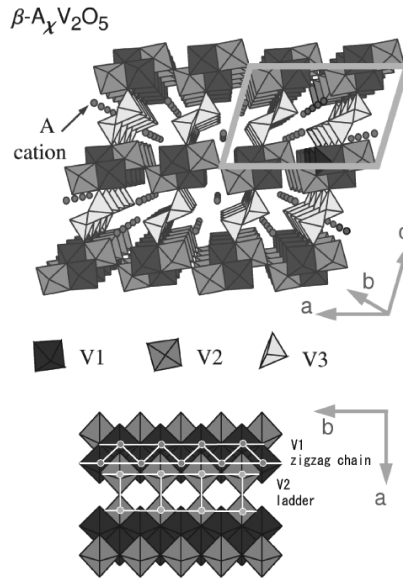 β-AχV2O5
A
cation
c
b
a
V1
V2
V3
b
V1
zigzag chain
a
V2
ladder